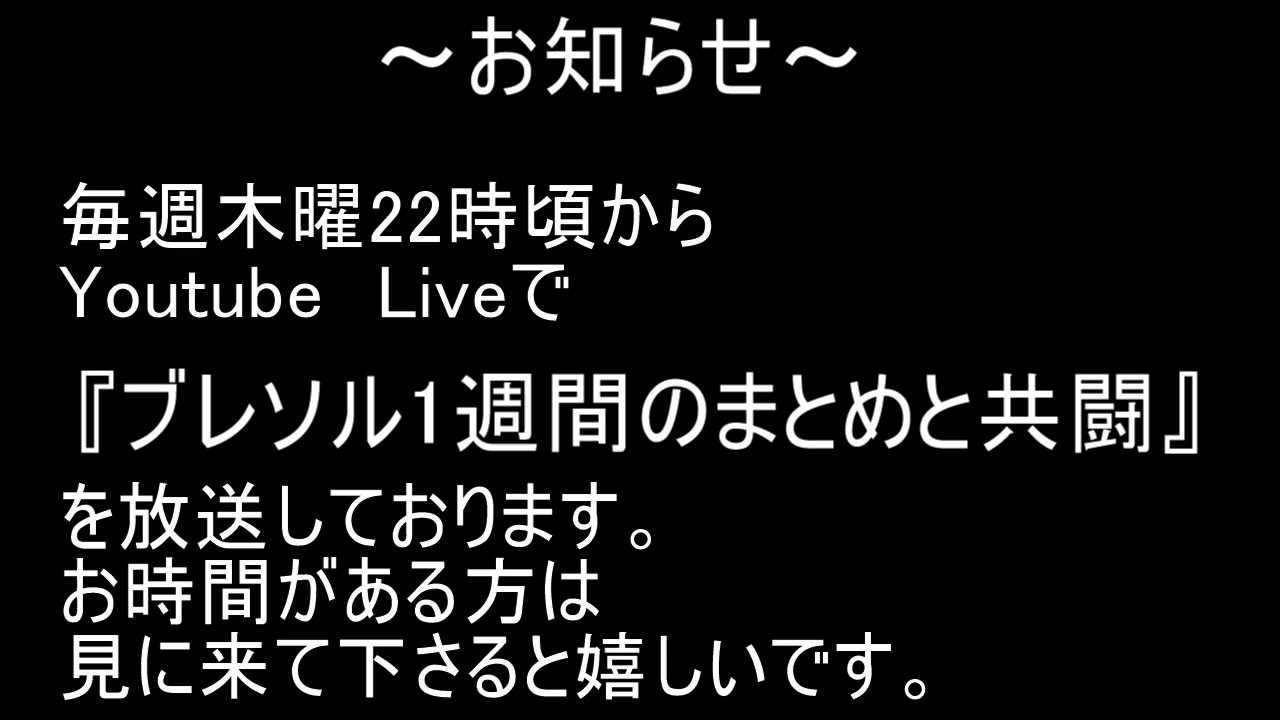 ～お知らせ～
毎週木曜22時頃から
Youtube　Liveで
『ブレソル1週間のまとめと共闘』
を放送しております。
お時間がある方は
見に来て下さると嬉しいです。